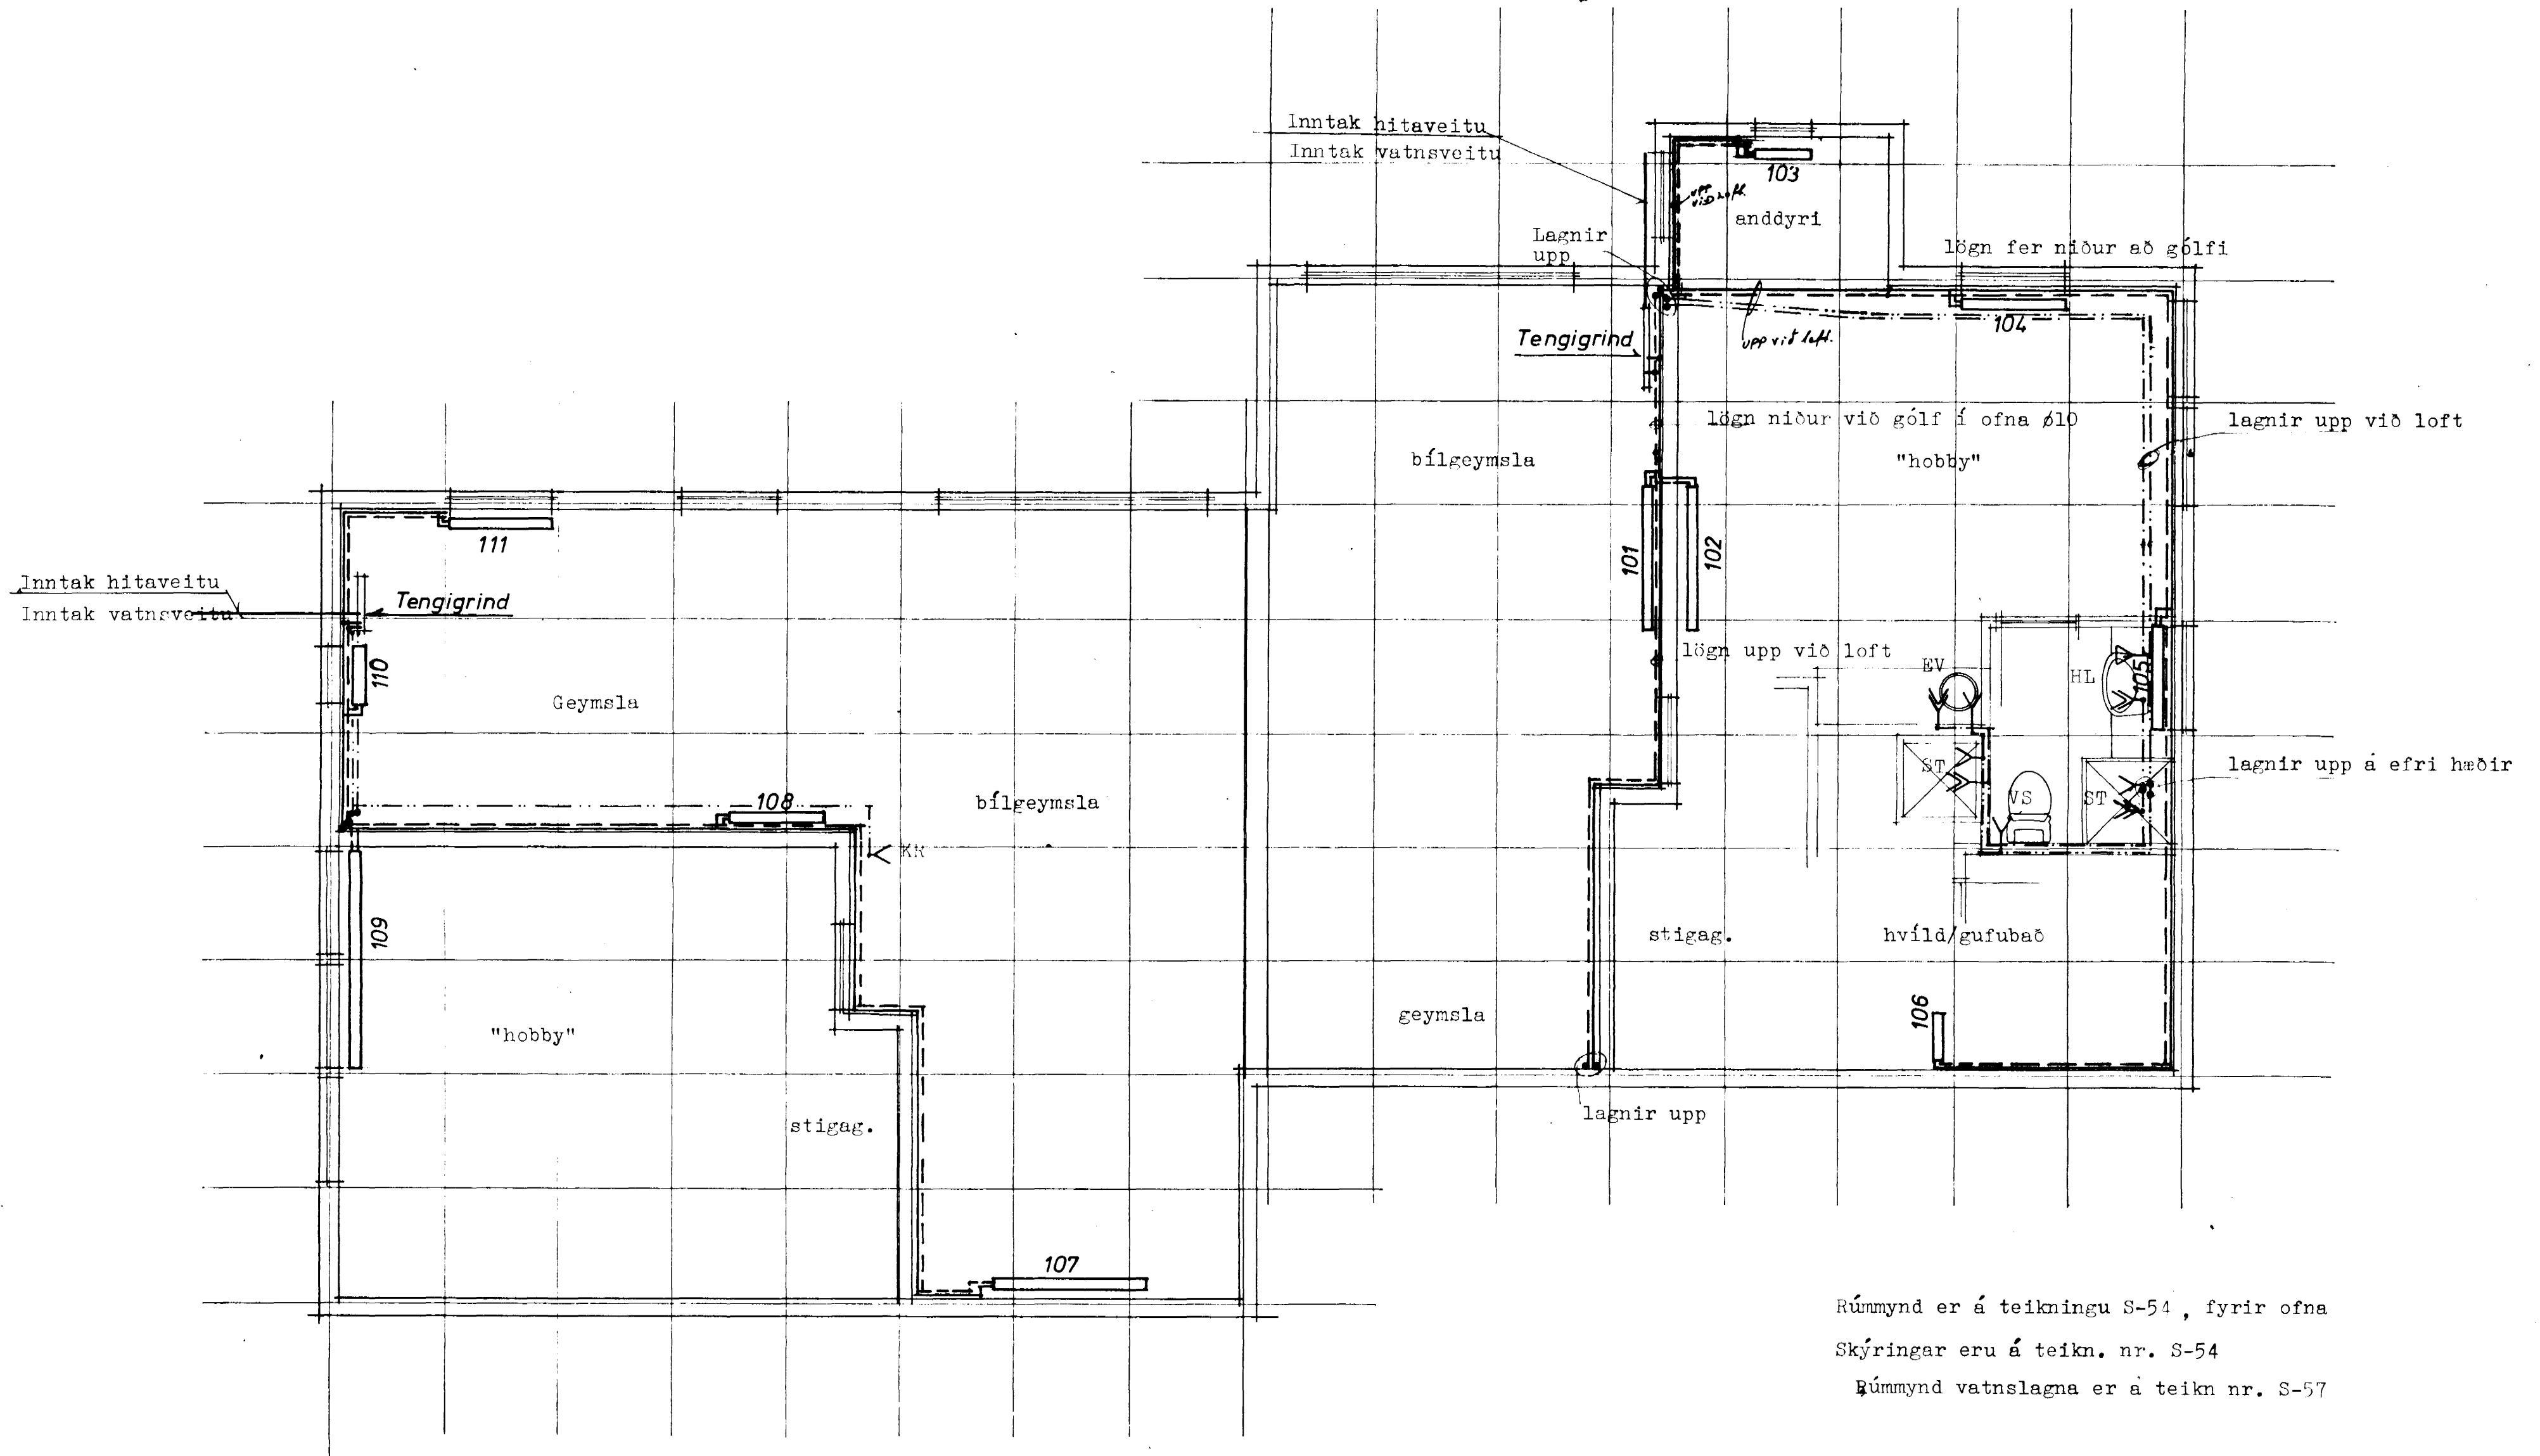 Inntak hitaveitu
Inntak vatnsveitu
103
upp
við loft.
anddyri
Lagnir
upp
lögn fer niður að gólfi
104
Tengigrind
upp við loft.
lögn niður við gólf í ofna ø10
lagnir upp við loft
bílgeymsla
"hobby"
111
101
102
Inntak hitaveitu
Inntak vatnsveitu
Tengigrind
110
Geymsla
lögn upp við loft
EV
HL
105
ST
VS
ST
lagnir upp á efri hæðir
108
bílgeymsla
KR
109
stigag.
hvíld/gufubað
106
geymsla
"hobby"
lagnir upp
stigag.
107
Rúmmynd er á teikningu S-54 , fyrir ofna
Skýringar eru á teikn. nr. S-54
Rúmmynd vatnslagna er á teikn nr. S-57